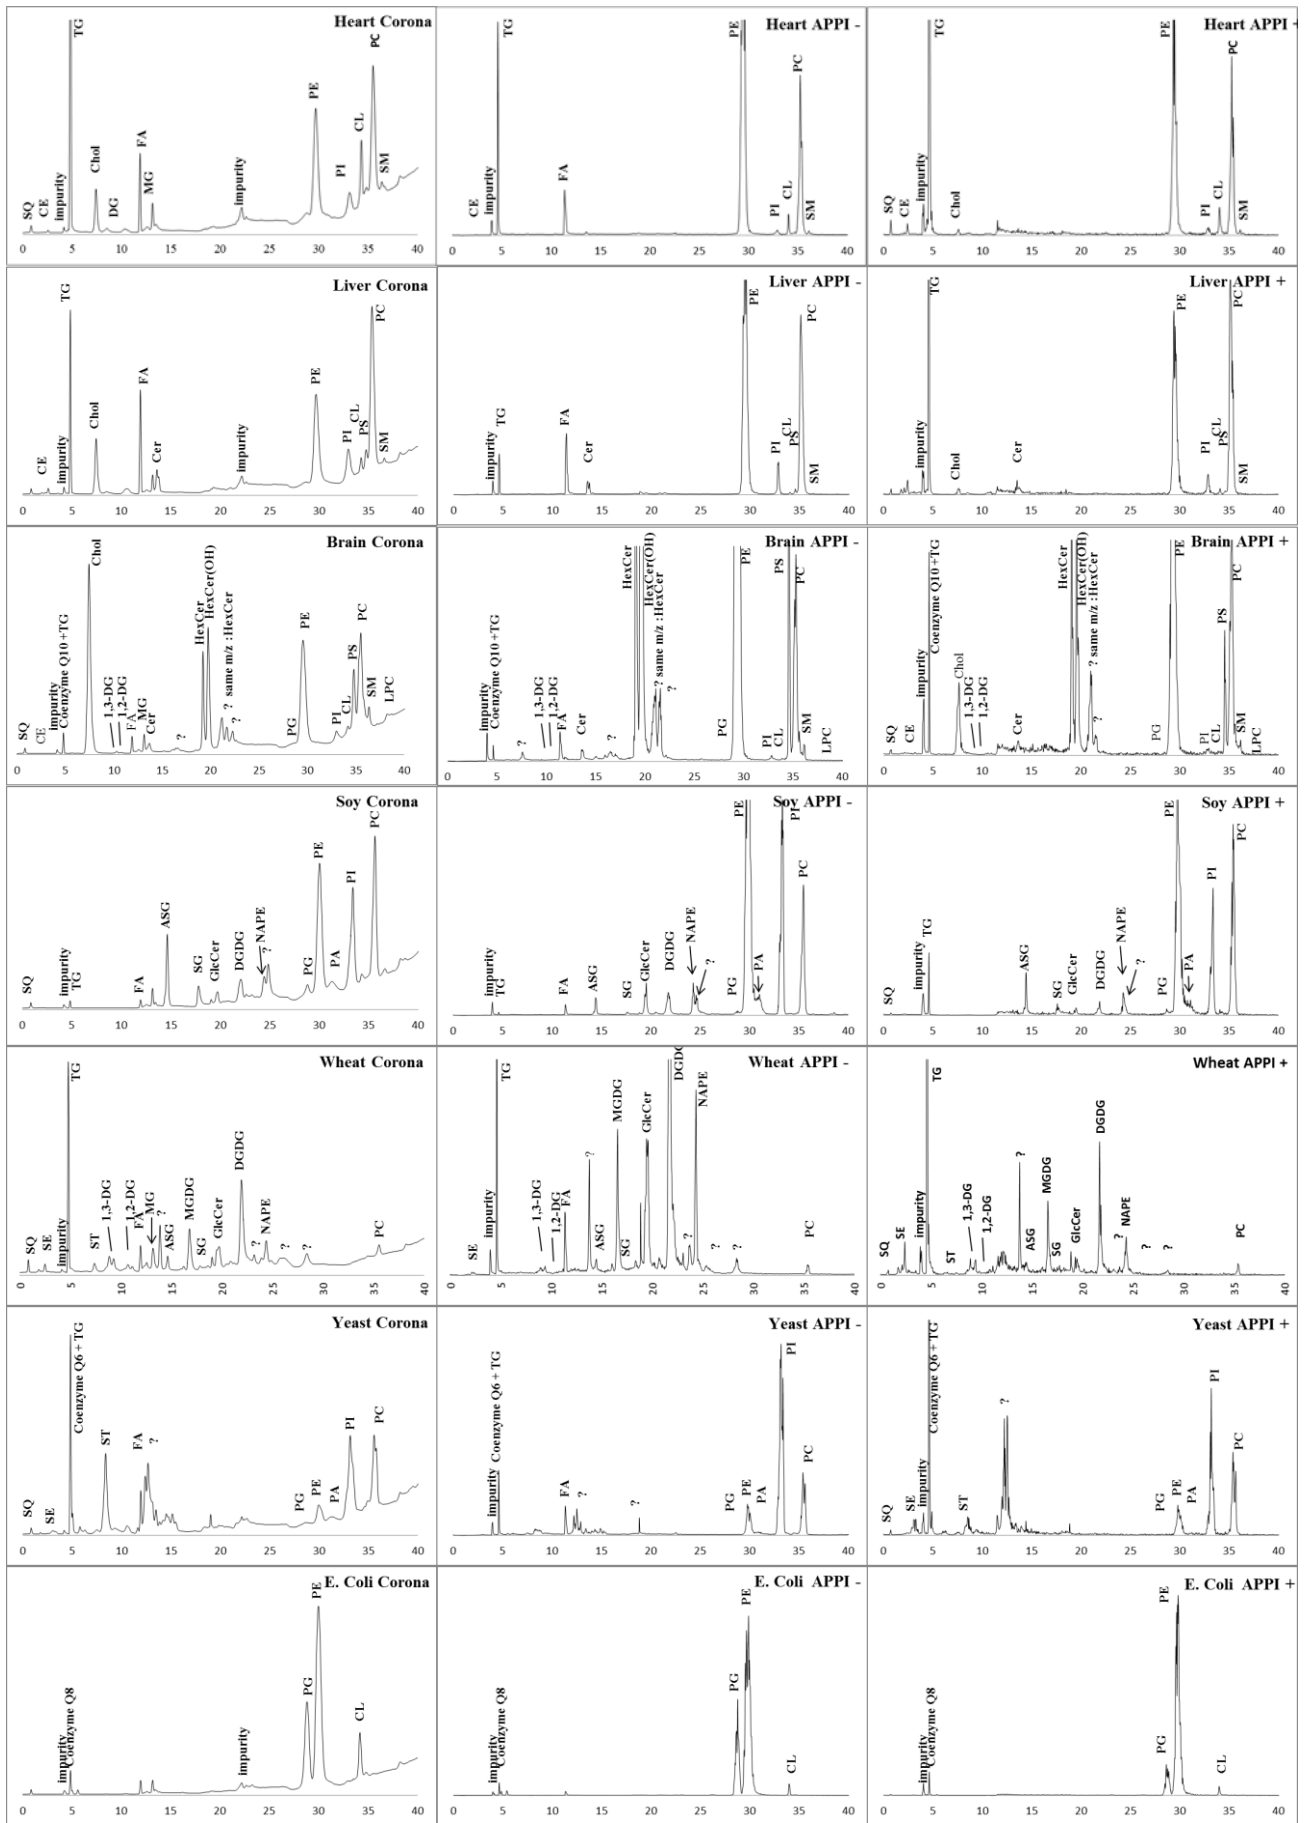 Heart Corona
TG
PC
PE
FA
CL
Chol
MG
SQ
CE
impurity
DG
impurity
PI
SM
0 5 10 15 20 25 30 35 40
Heart APPI -
TG
PE
PC
FA
CE
impurity
PI
CL
SM
0 5 10 15 20 25 30 35 40
Heart APPI +
TG
PE
PC
SQ
CE
impurity
Chol
PI
CL
SM
0 5 10 15 20 25 30 35 40
Liver Corona
TG
PC
FA
PE
Chol
CE
impurity
Cer
impurity
PI
CL
PS
SM
0 5 10 15 20 25 30 35 40
Liver APPI -
PE
PC
TG
FA
impurity
Cer
PI
CL
PS
SM
0 5 10 15 20 25 30 35 40
Liver APPI +
TG
PE
PC
impurity
Chol
Cer
PI
CL
PS
SM
0 5 10 15 20 25 30 35 40
Brain Corona
Chol
HexCer
HexCer(OH)
? same m/z : HexCer
?
PE
PC
PS
SQ
CE
impurity
Coenzyme Q10 +TG
1,3-DG
1,2-DG
FA
MG
Cer
?
PG
PI
CL
SM
LPC
0 5 10 15 20 25 30 35 40
Brain APPI -
HexCer
HexCer(OH)
? same m/z : HexCer
?
PE
PS
PC
impurity
Coenzyme Q10 +TG
?
1,3-DG
1,2-DG
FA
Cer
?
PG
PI
CL
SM
LPC
0 5 10 15 20 25 30 35 40
Brain APPI +
HexCer
HexCer(OH)
? same m/z : HexCer
?
PE
PC
PS
SQ
CE
impurity
Coenzyme Q10 +TG
Chol
1,3-DG
1,2-DG
Cer
PG
PI
CL
SM
LPC
0 5 10 15 20 25 30 35 40
Soy Corona
PC
PE
PI
ASG
SQ
impurity
TG
FA
SG
GlcCer
DGDG
NAPE
?
PG
PA
0 5 10 15 20 25 30 35 40
Soy APPI -
PE
PI
PC
impurity
TG
FA
ASG
SG
GlcCer
DGDG
NAPE
?
PG
PA
0 5 10 15 20 25 30 35 40
Soy APPI +
PE
PC
PI
SQ
impurity
TG
ASG
SG
GlcCer
DGDG
NAPE
?
PG
PA
0 5 10 15 20 25 30 35 40
Wheat Corona
TG
DGDG
SQ
SE
impurity
ST
1,3-DG
1,2-DG
FA
MG
?
ASG
MGDG
SG
GlcCer
?
NAPE
?
?
PC
0 5 10 15 20 25 30 35 40
Wheat APPI -
TG
MGDG
GlcCer
DGDG
NAPE
SE
impurity
1,3-DG
1,2-DG
FA
?
ASG
SG
?
?
?
PC
0 5 10 15 20 25 30 35 40
Wheat APPI +
TG
DGDG
SQ
SE
impurity
ST
1,3-DG
1,2-DG
?
ASG
MGDG
SG
GlcCer
?
NAPE
?
?
PC
0 5 10 15 20 25 30 35 40
Yeast Corona
Coenzyme Q6 + TG
ST
FA
?
PI
PC
SQ
SE
PG
PE
PA
0 5 10 15 20 25 30 35 40
Yeast APPI -
PI
Coenzyme Q6 + TG
impurity
FA
?
?
PG
PE
PA
PC
0 5 10 15 20 25 30 35 40
Yeast APPI +
Coenzyme Q6 + TG
?
PI
PC
SQ
SE
impurity
ST
PG
PE
PA
0 5 10 15 20 25 30 35 40
E. Coli Corona
PE
PG
CL
impurity
Coenzyme Q8
impurity
0 5 10 15 20 25 30 35 40
E. Coli APPI -
PE
PG
impurity
Coenzyme Q8
CL
0 5 10 15 20 25 30 35 40
E. Coli APPI +
PE
PG
impurity
Coenzyme Q8
CL
0 5 10 15 20 25 30 35 40